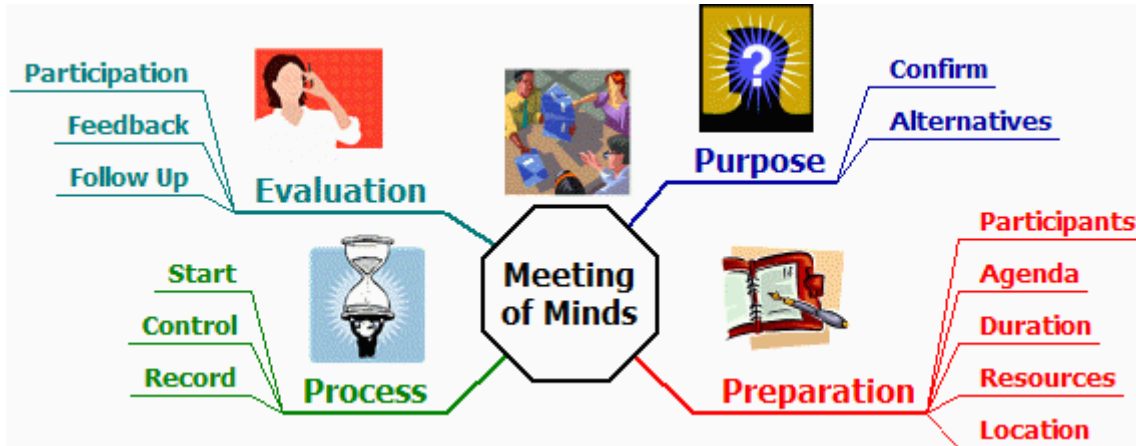 Meeting
of Minds
Purpose
Confirm
Alternatives
Preparation
Participants
Agenda
Duration
Resources
Location
Process
Start
Control
Record
Evaluation
Participation
Feedback
Follow Up
?